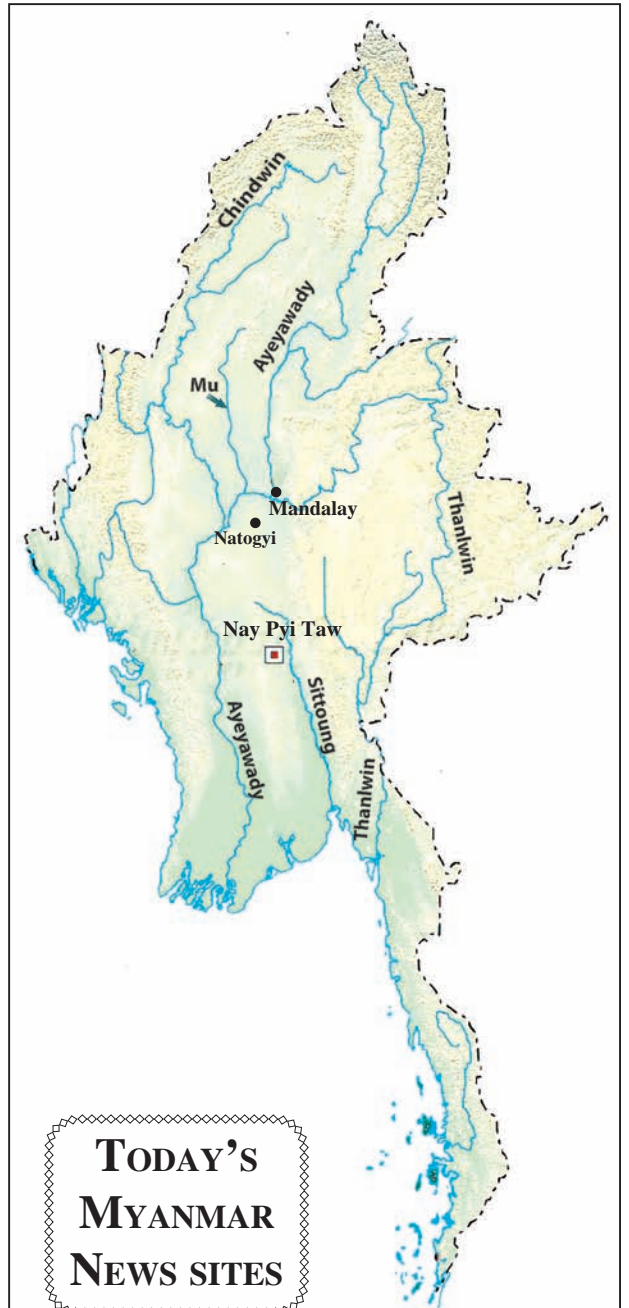 Chindwin
Ayeyawady
Mu
Mandalay
Natogyi
Thanlwin
Nay Pyi Taw
Sittoung
Ayeyawady
Thanlwin
TODAY'S
MYANMAR
NEWS SITES